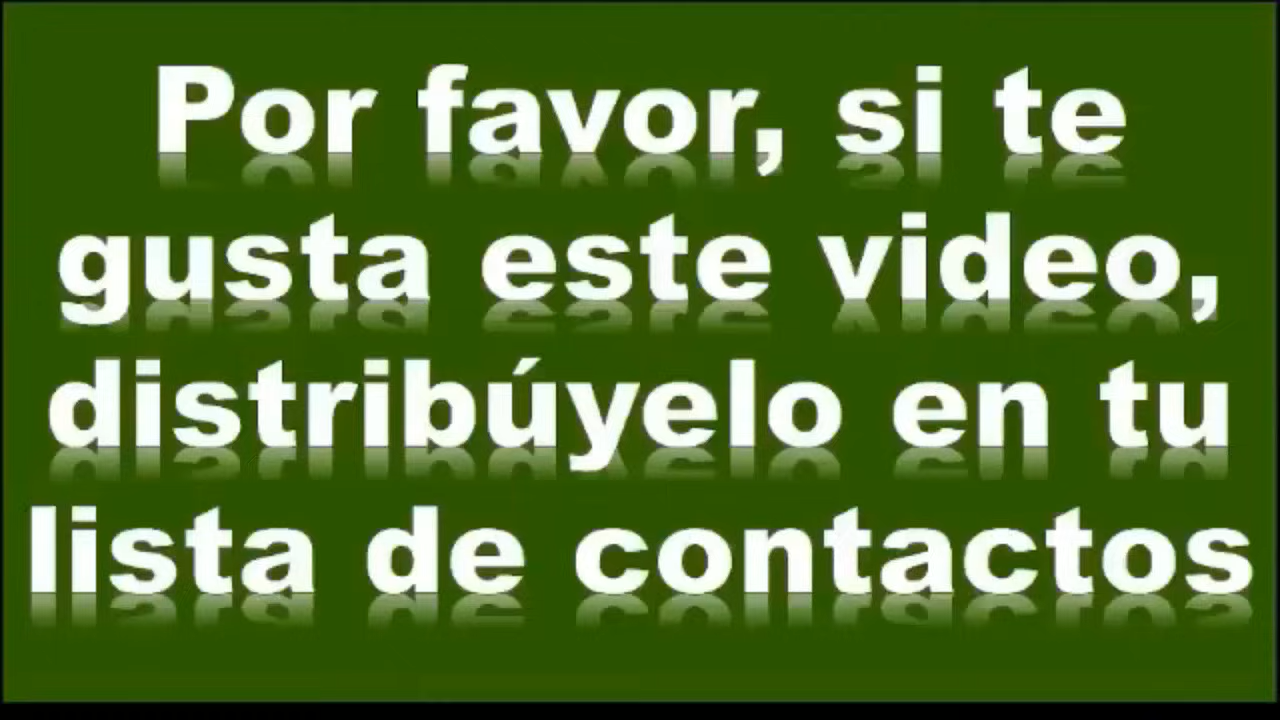 Por favor, si te
gusta este video,
distribúyelo en tu
lista de contactos